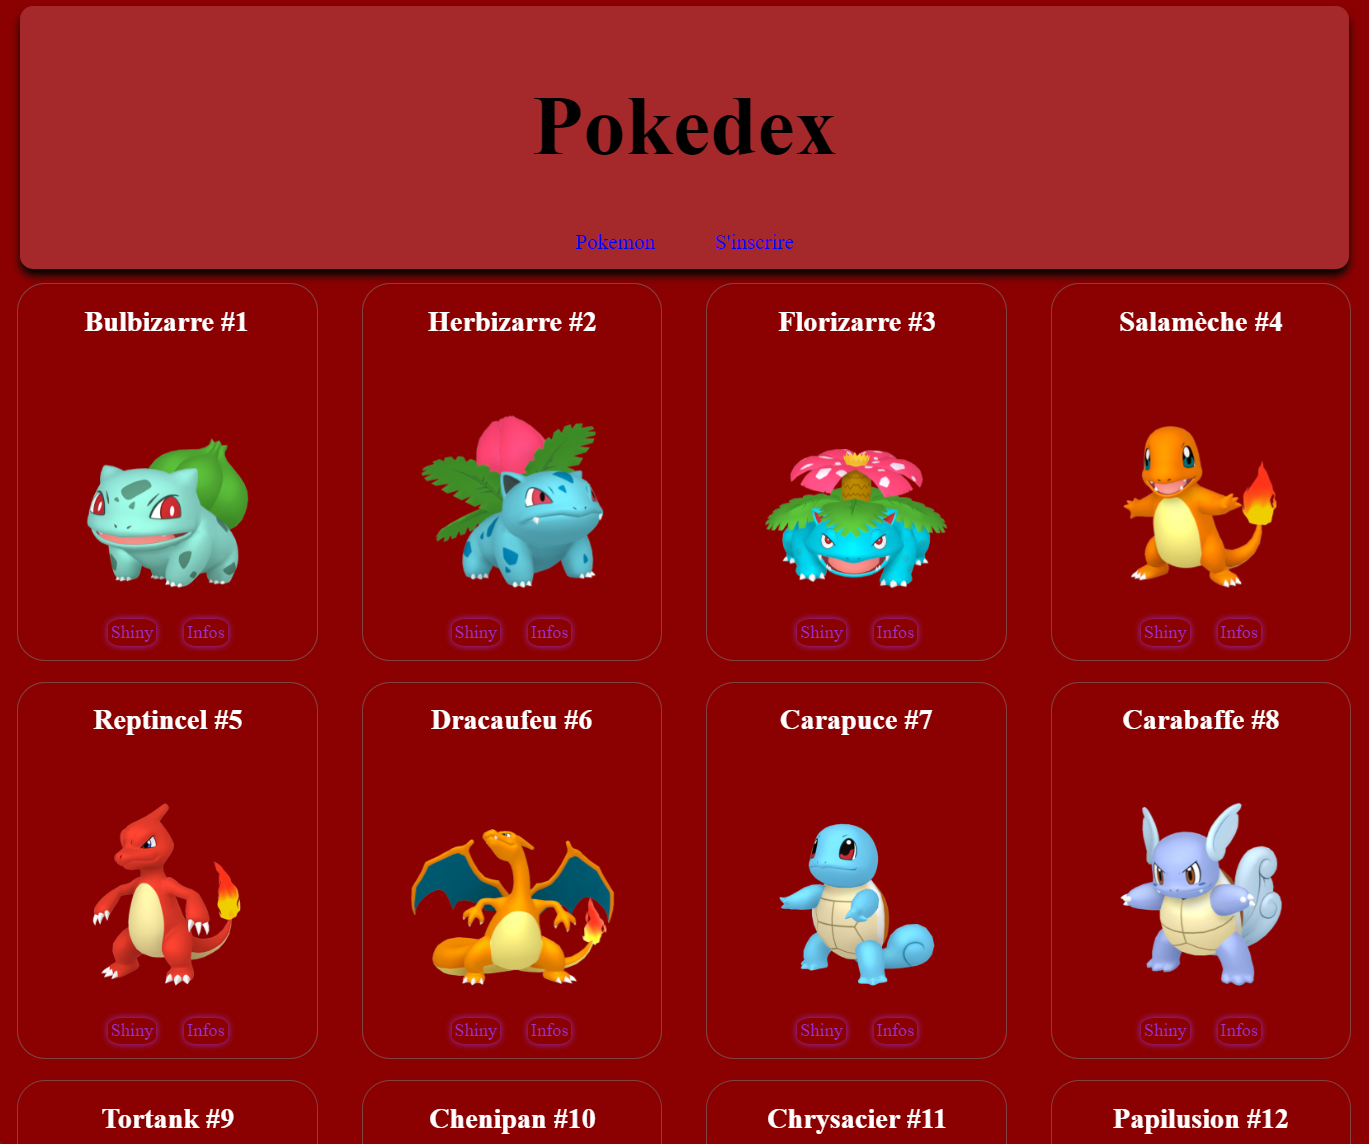 Pokedex
Pokemon S'inscrire
Bulbizarre #1 Herbizarre #2 Florizarre #3 Salamèche #4
Shiny Infos Shiny Infos Shiny Infos Shiny Infos
Reptincel #5 Dracaufeu #6 Carapuce #7 Carabaffe #8
Shiny Infos Shiny Infos Shiny Infos Shiny Infos
Tortank #9 Chenipan #10 Chrysacier #11 Papilusion #12